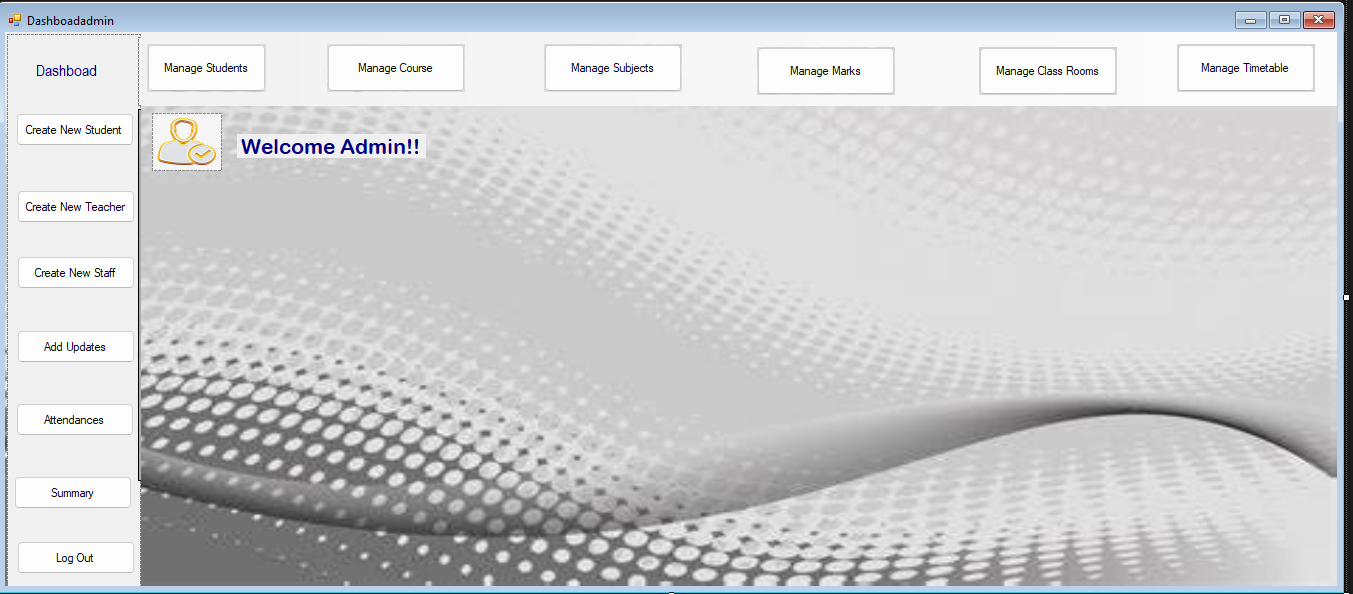 Dashboadadmin
Dashboad
Manage Students
Manage Course
Manage Subjects
Manage Marks
Manage Class Rooms
Manage Timetable
Create New Student
Welcome Admin!!
Create New Teacher
Create New Staff
Add Updates
Attendances
Summary
Log Out